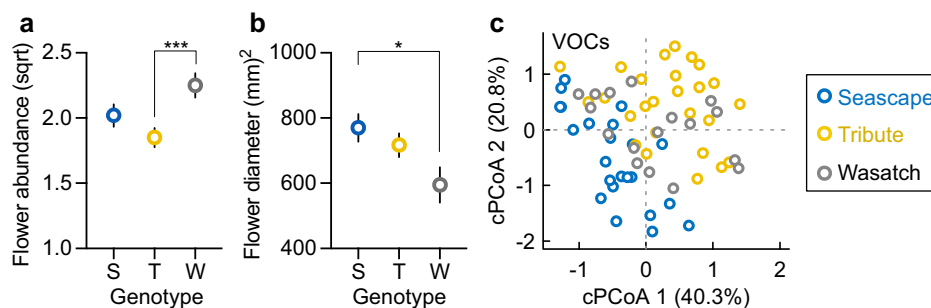 a
Flower abundance (sqrt)
2.5
2.0
1.5
1.0
***
S T W
Genotype
b
Flower diameter (mm)²
1000
800
600
400
*
S T W
Genotype
c
VOCs
cPCoA 2 (20.8%)
1
0
-1
-2
-1 0 1 2
cPCoA 1 (40.3%)
Seascape
Tribute
Wasatch